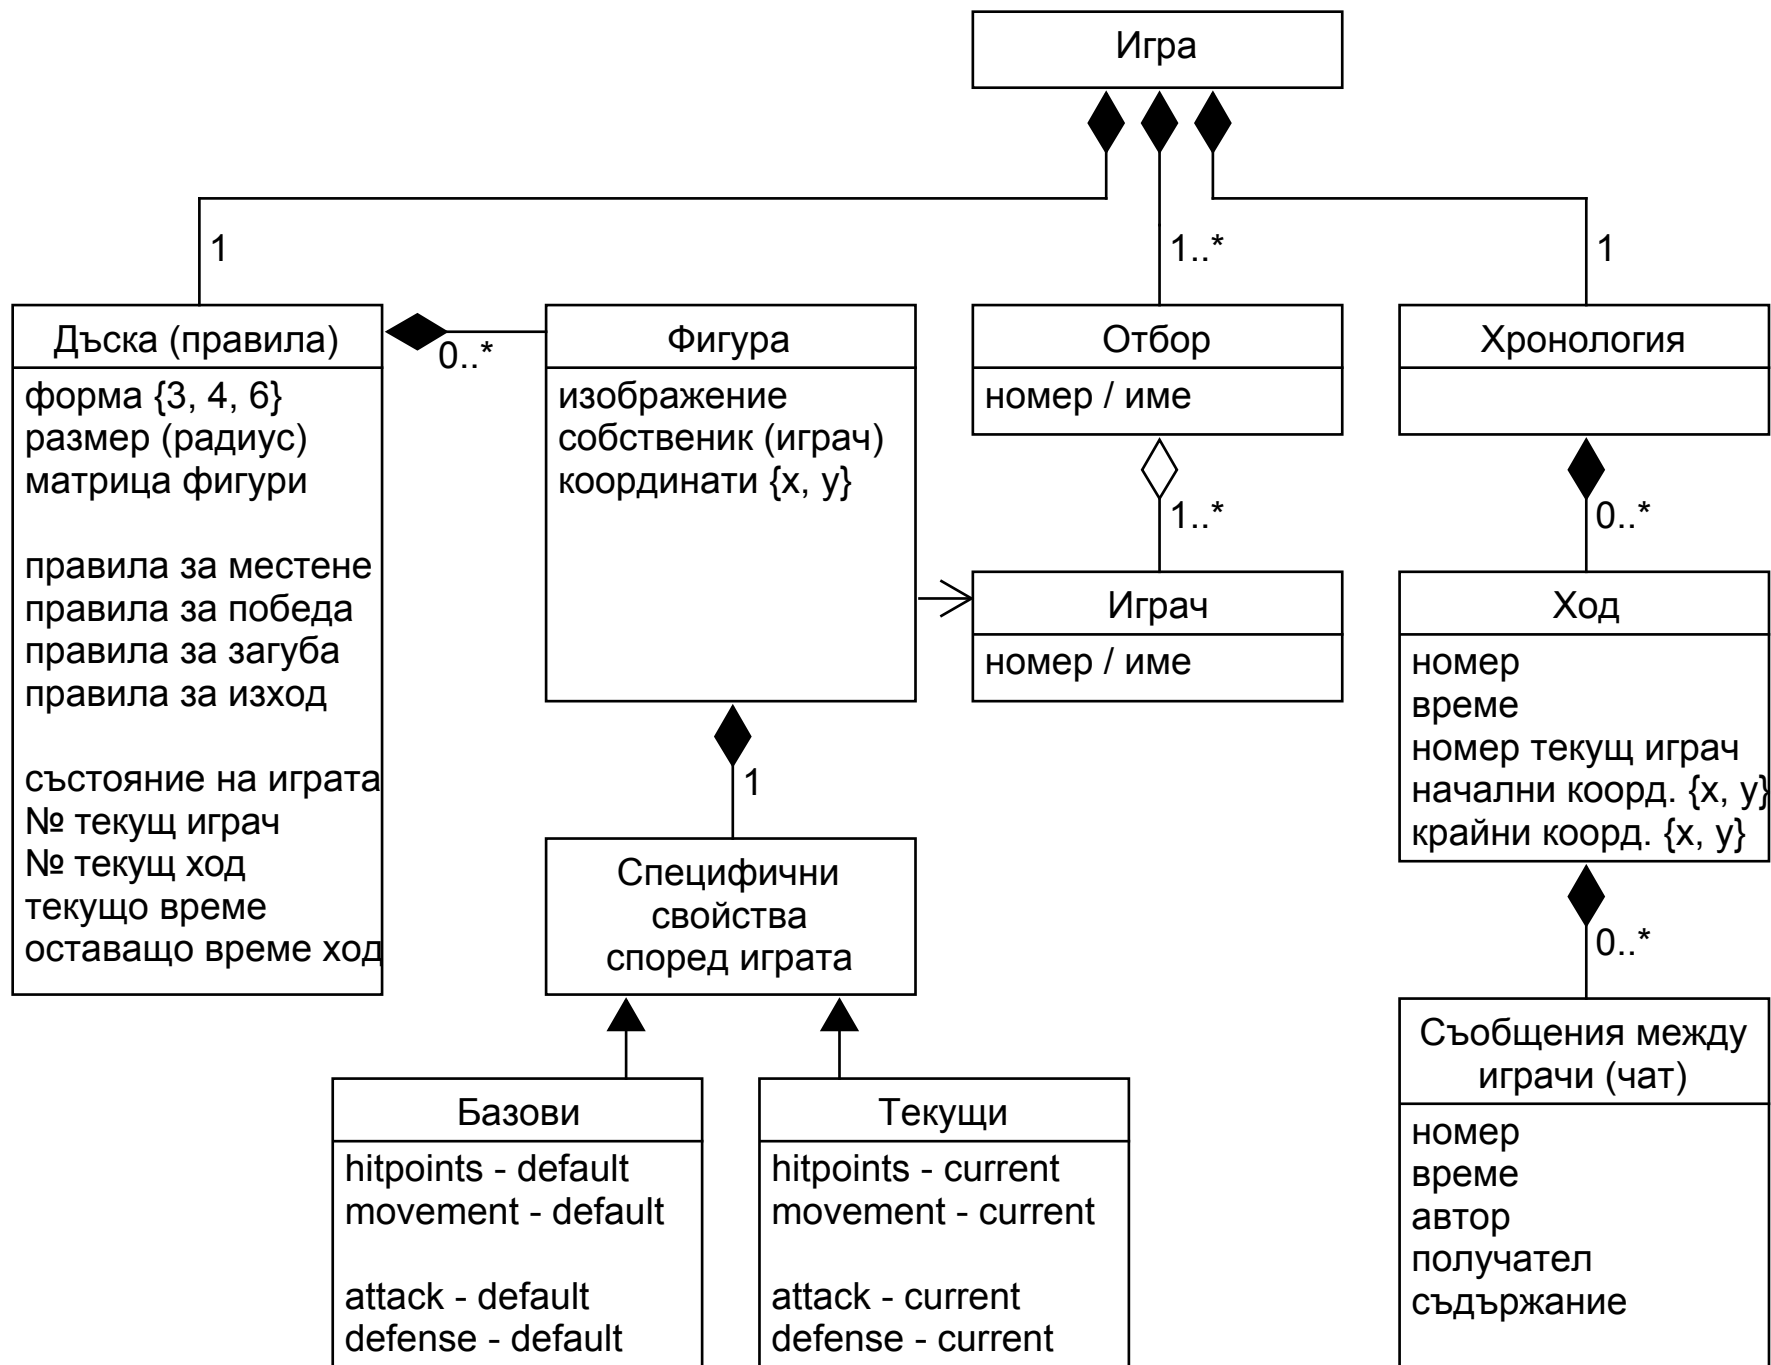 Игра
1
1..*
1
Дъска (правила)
форма {3, 4, 6}
размер (радиус)
матрица фигури
правила за местене
правила за победа
правила за загуба
правила за изход
състояние на играта
№ текущ играч
№ текущ ход
текущо време
оставащо време ход
0..*
Фигура
изображение
собственик (играч)
координати {x, y}
Отбор
номер / име
1..*
Играч
номер / име
Хронология
0..*
Ход
номер
време
номер текущ играч
начални коорд. {x, y}
крайни коорд. {x, y}
1
Специфични
свойства
според играта
0..*
Съобщения между
играчи (чат)
номер
време
автор
получател
съдържание
Базови
hitpoints - default
movement - default
attack - default
defense - default
Текущи
hitpoints - current
movement - current
attack - current
defense - current